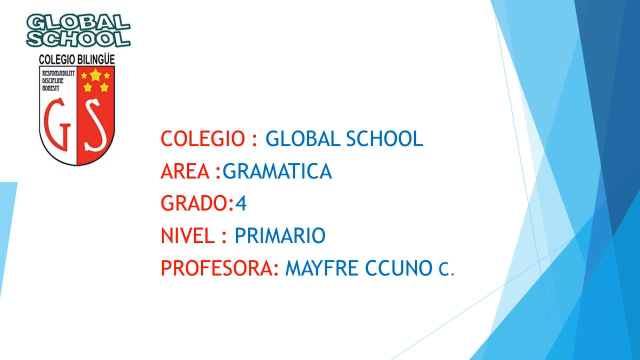 GLOBAL
SCHOOL
COLEGIO BILINGÜE
RESPONSABILITY
DISCIPLINE
HONESTY
GS
COLEGIO : GLOBAL SCHOOL
AREA :GRAMATICA
GRADO:4
NIVEL : PRIMARIO
PROFESORA: MAYFRE CCUNO C.